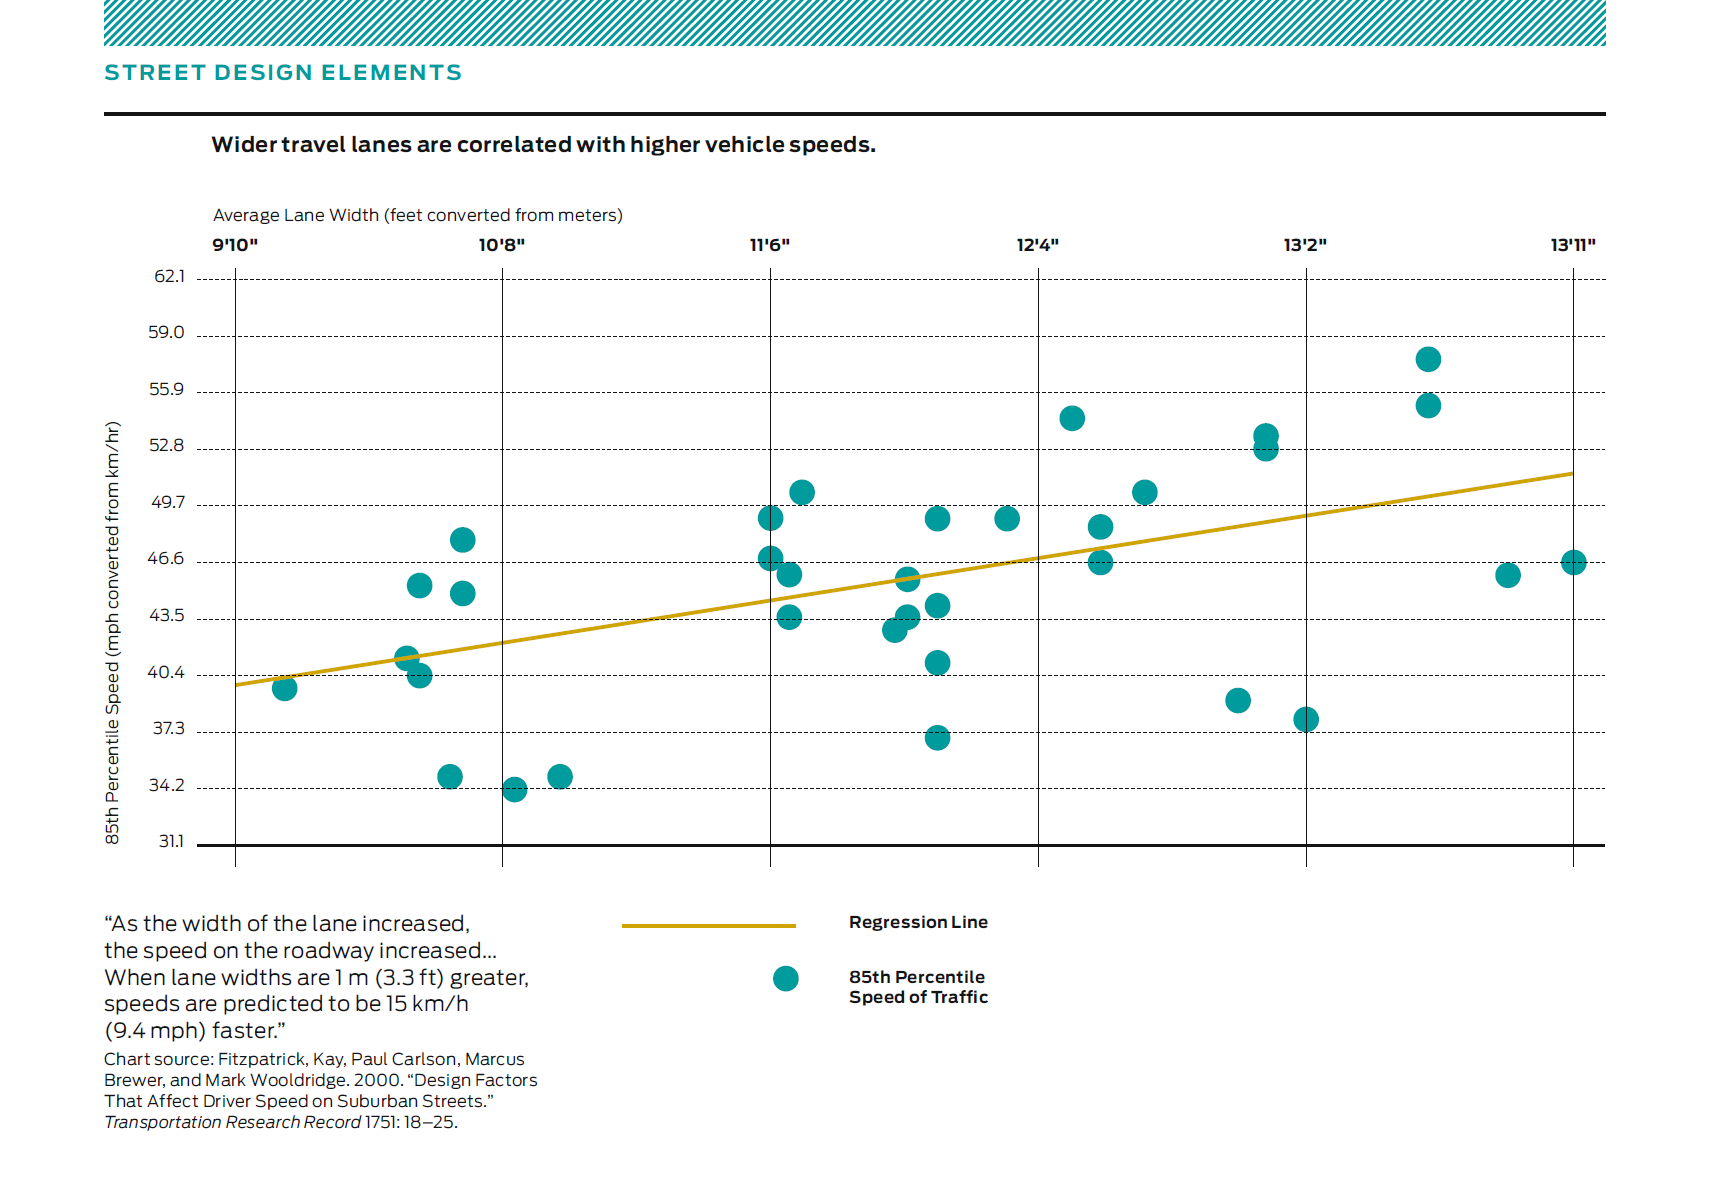 STREET DESIGN ELEMENTS
Wider travel lanes are correlated with higher vehicle speeds.
Average Lane Width (feet converted from meters)
9'10" 10'8" 11'6" 12'4" 13'2" 13'11"
85th Percentile Speed (mph converted from km/hr)
62.1
59.0
55.9
52.8
49.7
46.6
43.5
40.4
37.3
34.2
31.1
“As the width of the lane increased,
the speed on the roadway increased...
When lane widths are 1 m (3.3 ft) greater,
speeds are predicted to be 15 km/h
(9.4 mph) faster.”
Chart source: Fitzpatrick, Kay, Paul Carlson, Marcus
Brewer, and Mark Wooldridge. 2000. “Design Factors
That Affect Driver Speed on Suburban Streets.”
Transportation Research Record 1751: 18–25.
Regression Line
85th Percentile
Speed of Traffic